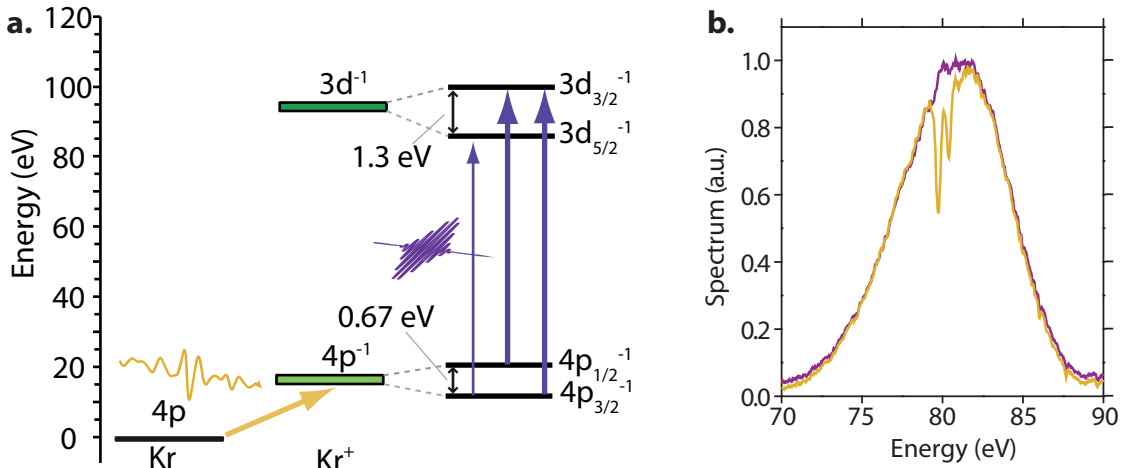 a.
Energy (eV)
120
100
80
60
40
20
0
3d⁻¹
3d₃/₂⁻¹
3d₅/₂⁻¹
1.3 eV
0.67 eV
4p⁻¹
4p₁/₂⁻¹
4p₃/₂⁻¹
4p
Kr
Kr⁺
b.
Spectrum (a.u.)
1.0
0.8
0.6
0.4
0.2
0.0
70 75 80 85 90
Energy (eV)